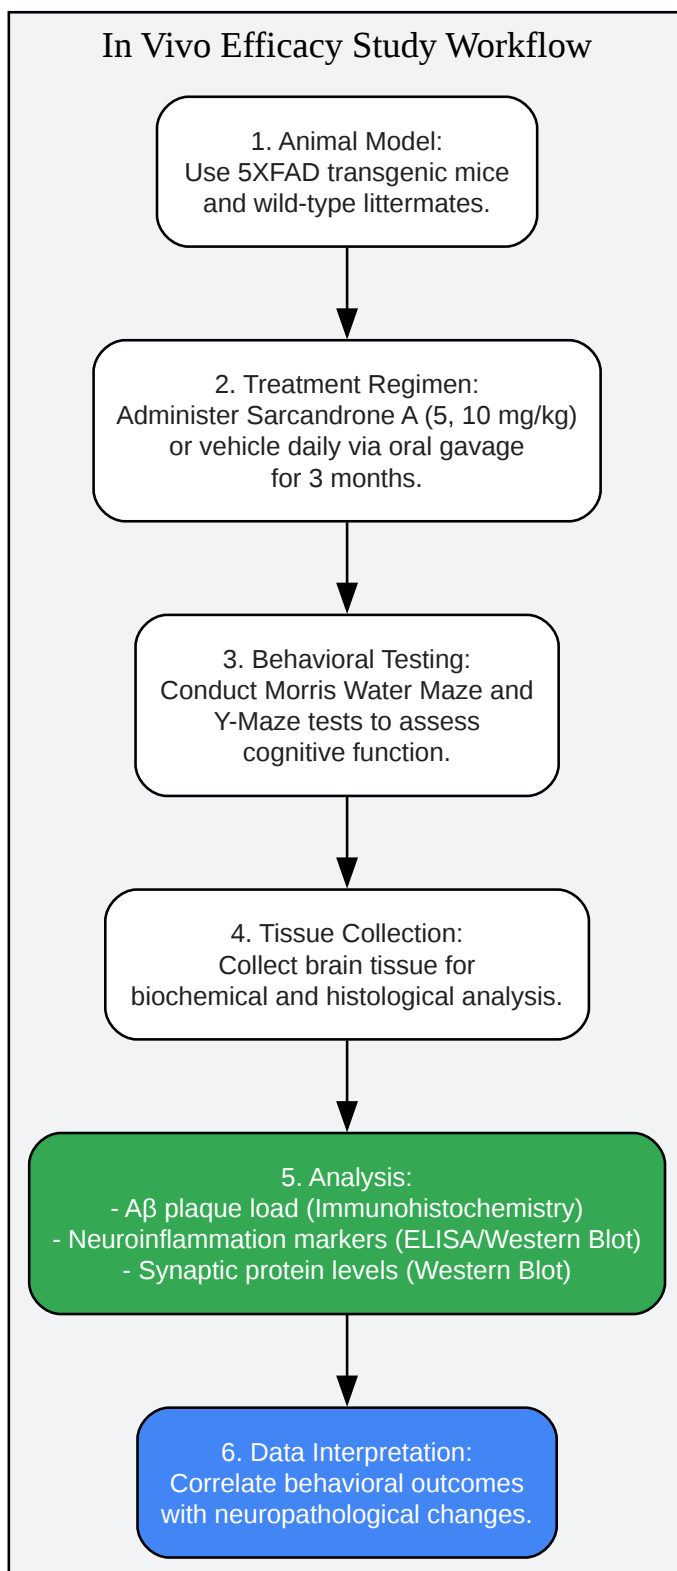 In Vivo Efficacy Study Workflow
1. Animal Model:
Use 5XFAD transgenic mice
and wild-type littermates.
2. Treatment Regimen:
Administer Sarcandrone A (5, 10 mg/kg)
or vehicle daily via oral gavage
for 3 months.
3. Behavioral Testing:
Conduct Morris Water Maze and
Y-Maze tests to assess
cognitive function.
4. Tissue Collection:
Collect brain tissue for
biochemical and histological analysis.
5. Analysis:
- Aβ plaque load (Immunohistochemistry)
- Neuroinflammation markers (ELISA/Western Blot)
- Synaptic protein levels (Western Blot)
6. Data Interpretation:
Correlate behavioral outcomes
with neuropathological changes.